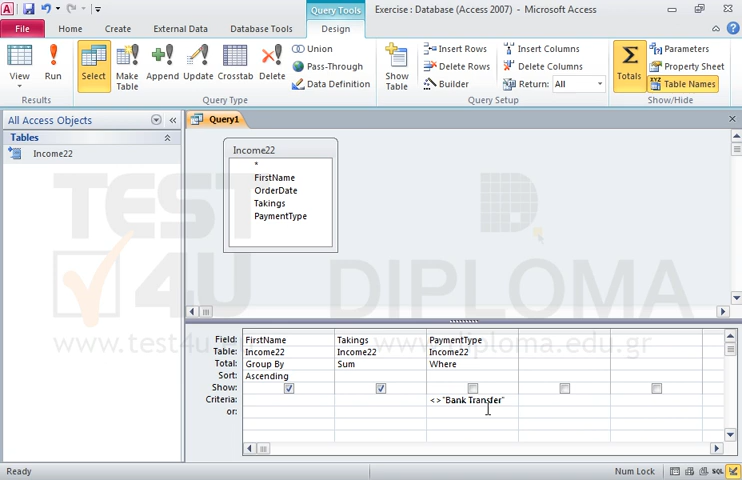 Query Tools
Exercise : Database (Access 2007) - Microsoft Access
File
Home
Create
External Data
Database Tools
Design
View
Run
Select
Make Table
Append
Update
Crosstab
Delete
Union
Pass-Through
Data Definition
Show Table
Insert Rows
Delete Rows
Builder
Insert Columns
Delete Columns
Return: All
Totals
Parameters
Property Sheet
Table Names
Results
Query Type
Query Setup
Show/Hide
All Access Objects
Tables
Income22
Query1
Income22
*
FirstName
OrderDate
Takings
PaymentType
TEST
4U
DIPLOMA
www.test4u.eu
www.diploma.edu.gr
Field: FirstName Takings PaymentType
Table: Income22 Income22 Income22
Total: Group By Sum Where
Sort: Ascending
Show:
Criteria: <>"Bank Transfer"
or:
Ready
Num Lock
SQL